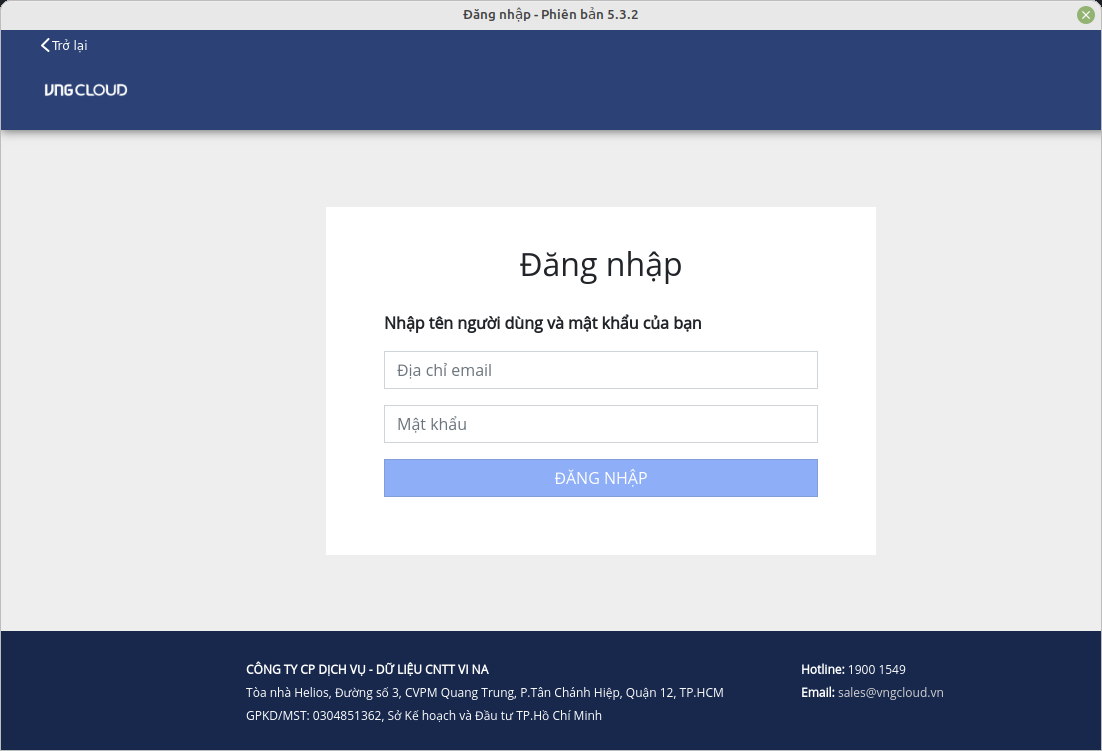 Đăng nhập - Phiên bản 5.3.2
Trở lại
VNG CLOUD
Đăng nhập
Nhập tên người dùng và mật khẩu của bạn
Địa chỉ email
Mật khẩu
ĐĂNG NHẬP
CÔNG TY CP DỊCH VỤ - DỮ LIỆU CNTT VI NA
Tòa nhà Helios, Đường số 3, CVPM Quang Trung, P.Tân Chánh Hiệp, Quận 12, TP.HCM
GPKD/MST: 0304851362, Sở Kế hoạch và Đầu tư TP.Hồ Chí Minh
Hotline: 1900 1549
Email: sales@vngcloud.vn